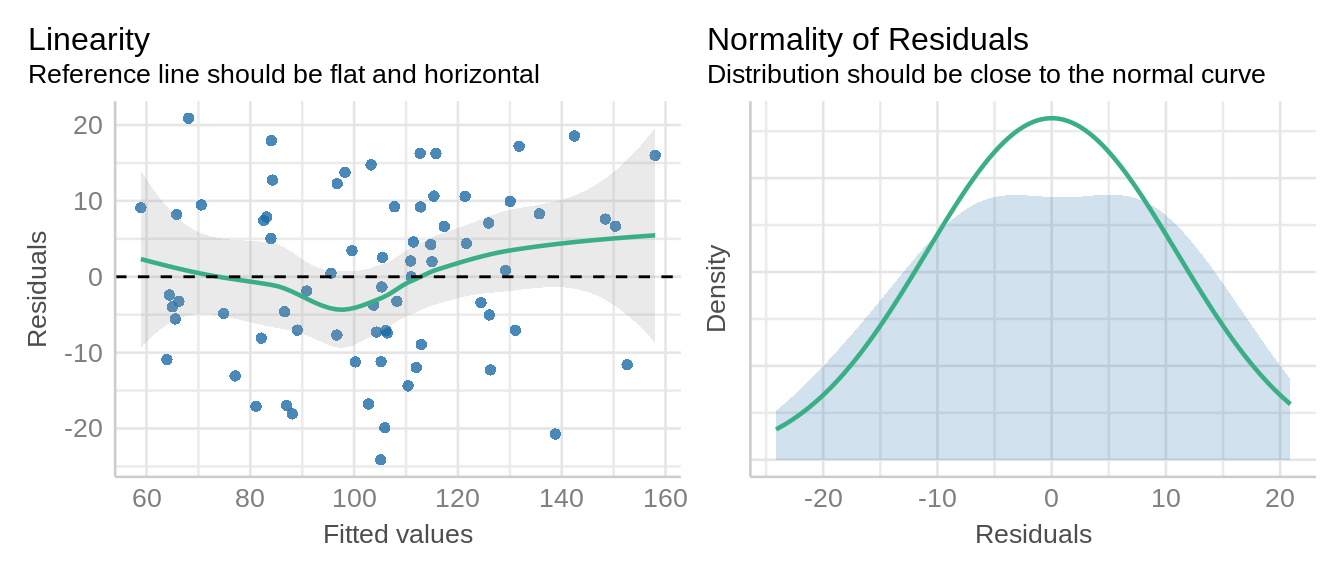 Linearity
Reference line should be flat and horizontal
20
10
0
-10
-20
60 80 100 120 140 160
Fitted values
Residuals
Normality of Residuals
Distribution should be close to the normal curve
Density
-20 -10 0 10 20
Residuals